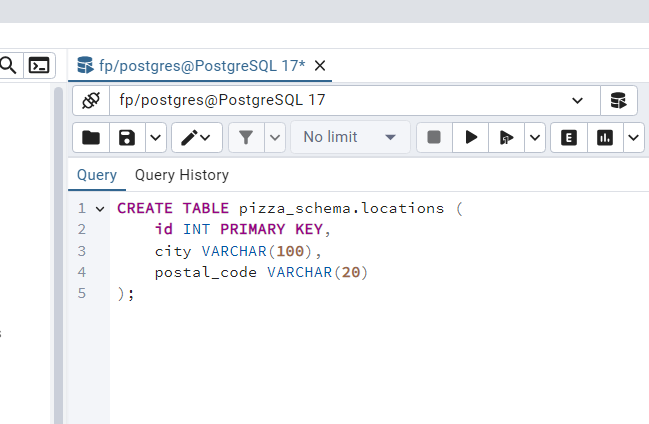 fp/postgres@PostgreSQL 17*
fp/postgres@PostgreSQL 17
No limit
E
Query
Query History
1 CREATE TABLE pizza_schema.locations (
2 id INT PRIMARY KEY,
3 city VARCHAR(100),
4 postal_code VARCHAR(20)
5 );